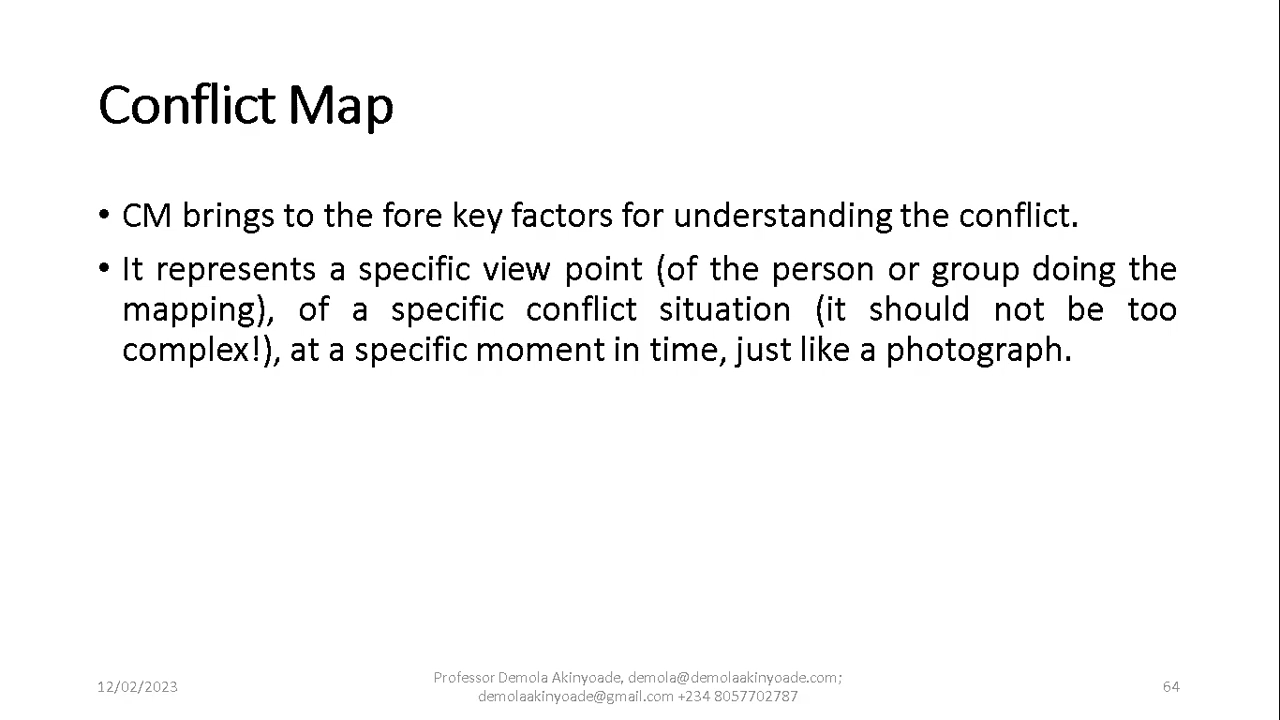 Conflict Map
• CM brings to the fore key factors for understanding the conflict.
• It represents a specific view point (of the person or group doing the
mapping), of a specific conflict situation (it should not be too
complex!), at a specific moment in time, just like a photograph.
12/02/2023
Professor Demola Akinyoade, demola@demolaakinyoade.com;
demolaakinyoade@gmail.com +234 8057702787
64